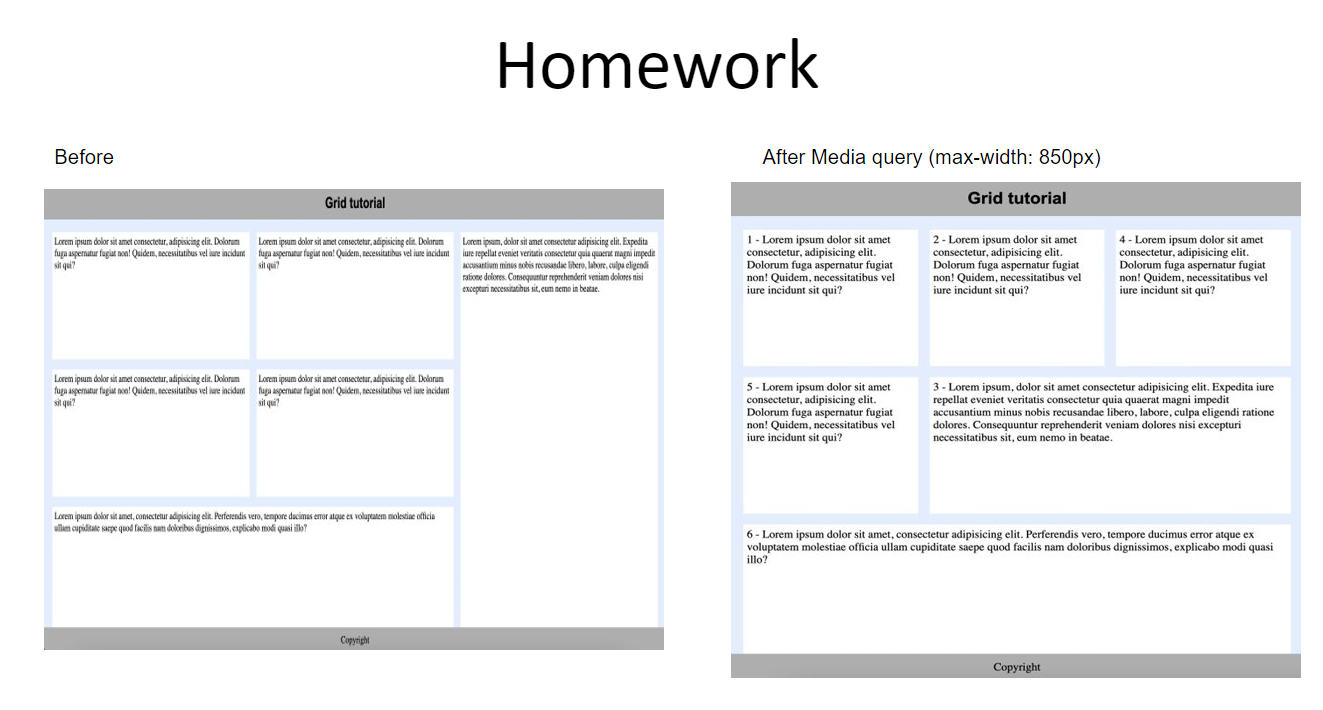 Homework
Before
After Media query (max-width: 850px)
Grid tutorial
Lorem ipsum dolor sit amet consectetur, adipisicing elit. Dolorum
fuga aspernatur fugiat non! Quidem, necessitatibus vel iure incidunt
sit qui?
Lorem ipsum dolor sit amet consectetur, adipisicing elit. Dolorum
fuga aspernatur fugiat non! Quidem, necessitatibus vel iure incidunt
sit qui?
Lorem ipsum, dolor sit amet consectetur adipisicing elit. Expedita
iure repellat eveniet veritatis consectetur quia quaerat magni impedit
accusantium minus nobis recusandae libero, labore, culpa eligendi
ratione dolores. Consequuntur reprehenderit veniam dolores nisi
excepturi necessitatibus sit, eum nemo in beatae.
Lorem ipsum dolor sit amet consectetur, adipisicing elit. Dolorum
fuga aspernatur fugiat non! Quidem, necessitatibus vel iure incidunt
sit qui?
Lorem ipsum dolor sit amet consectetur, adipisicing elit. Dolorum
fuga aspernatur fugiat non! Quidem, necessitatibus vel iure incidunt
sit qui?
Lorem ipsum dolor sit amet, consectetur adipisicing elit. Perferendis vero, tempore ducimus error atque ex voluptatem molestiae officia
ullam cupiditate saepe quod facilis nam doloribus dignissimos, explicabo modi quasi illo?
Copyright
Grid tutorial
1 - Lorem ipsum dolor sit amet
consectetur, adipisicing elit.
Dolorum fuga aspernatur fugiat
non! Quidem, necessitatibus vel
iure incidunt sit qui?
2 - Lorem ipsum dolor sit amet
consectetur, adipisicing elit.
Dolorum fuga aspernatur fugiat
non! Quidem, necessitatibus vel
iure incidunt sit qui?
4 - Lorem ipsum dolor sit amet
consectetur, adipisicing elit.
Dolorum fuga aspernatur fugiat
non! Quidem, necessitatibus vel
iure incidunt sit qui?
5 - Lorem ipsum dolor sit amet
consectetur, adipisicing elit.
Dolorum fuga aspernatur fugiat
non! Quidem, necessitatibus vel
iure incidunt sit qui?
3 - Lorem ipsum, dolor sit amet consectetur adipisicing elit. Expedita iure
repellat eveniet veritatis consectetur quia quaerat magni impedit
accusantium minus nobis recusandae libero, labore, culpa eligendi ratione
dolores. Consequuntur reprehenderit veniam dolores nisi excepturi
necessitatibus sit, eum nemo in beatae.
6 - Lorem ipsum dolor sit amet, consectetur adipisicing elit. Perferendis vero, tempore ducimus error atque ex
voluptatem molestiae officia ullam cupiditate saepe quod facilis nam doloribus dignissimos, explicabo modi quasi
illo?
Copyright